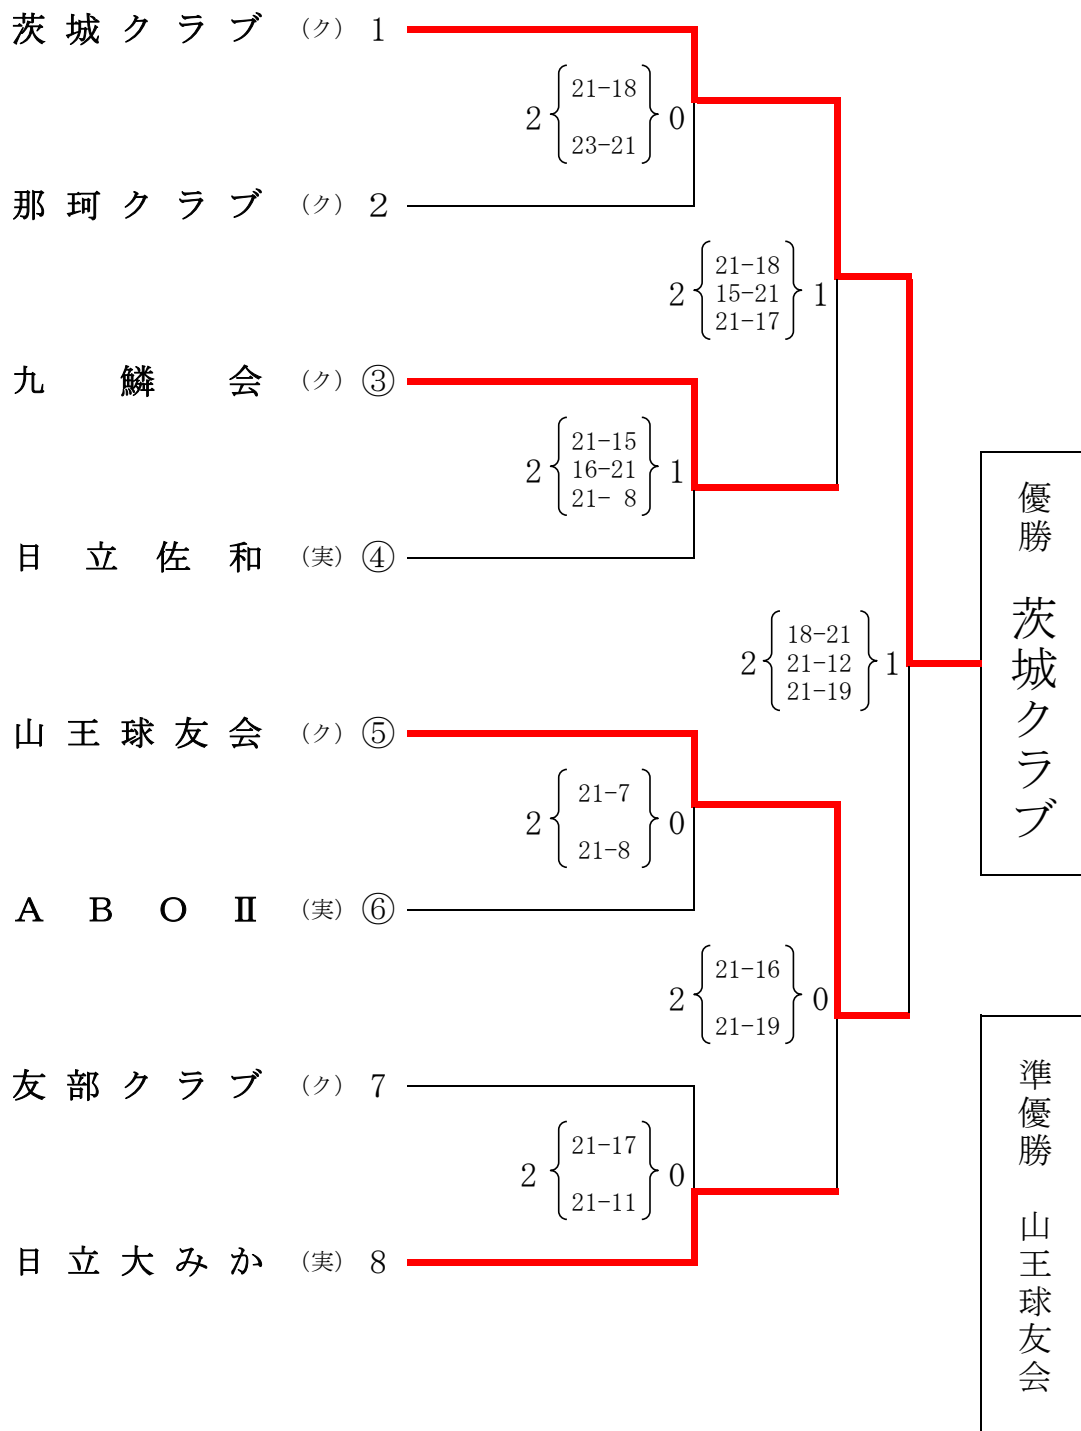 茨城クラブ （ク） 1
2 21-18 0
23-21
那珂クラブ （ク） 2
2 21-18 1
15-21
21-17
九鱗会 （ク） ③
2 21-15 1
16-21
21- 8
日立佐和 （実） ④
優勝 茨城クラブ
2 18-21 1
21-12
21-19
山王球友会 （ク） ⑤
2 21-7 0
21-8
ＡＢＯⅡ （実） ⑥
2 21-16 0
21-19
友部クラブ （ク） 7
2 21-17 0
21-11
日立大みか （実） 8
準優勝 山王球友会